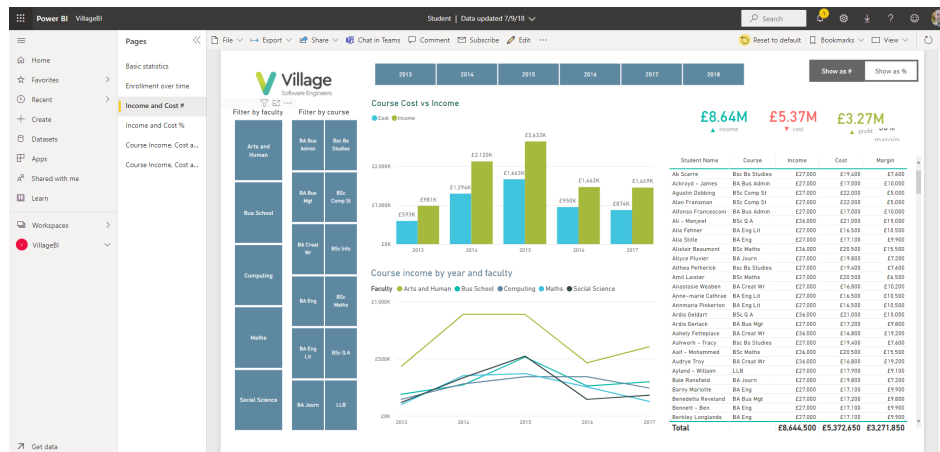 Power BI VillageBI
Student | Data updated 7/9/18
Search
Home
Favorites
Recent
Create
Datasets
Apps
Shared with me
Learn
Workspaces
VillageBI
Get data
Pages
Basic statistics
Enrollment over time
Income and Cost #
Income and Cost %
Course Income, Cost a...
Course Income, Cost a...
File Export Share Chat in Teams Comment Subscribe Edit ...
Reset to default Bookmarks View
Village
Software Engineers
2013 2014 2015 2016 2017 2018
Show as # Show as %
Filter by faculty
Arts and Human
Bus School
Computing
Maths
Social Science
Filter by course
BA Bus Admin
Bsc Bs Studies
BA Bus Mgt
BSc Comp St
BA Creat Wr
BSc Info
BA Eng
BSc Maths
BA Eng Lit
BSc Q A
BA Journ
LLB
Course Cost vs Income
Cost Income
£2,000K
£1,000K
£0K
£593K £981K
£1,294K £2,120K
£1,663K £2,633K
£950K £1,463K
£876K £1,449K
2013 2014 2015 2016 2017
Course income by year and faculty
Faculty Arts and Human Bus School Computing Maths Social Science
£1,000K
£500K
£0K
2013 2014 2015 2016 2017
£8.64M
income
£5.37M
cost
£3.27M
profit
margin
Student Name Course Income Cost Margin
Ab Scarre Bsc Bs Studies £27,000 £19,400 £7,600
Ackroyd - James BA Bus Admin £27,000 £17,000 £10,000
Agustin Dobbing BSc Comp St £27,000 £22,000 £5,000
Alan Fransman BSc Comp St £27,000 £22,000 £5,000
Alfonso Francesconi BA Bus Admin £27,000 £17,000 £10,000
Ali - Manjeet BSc Q A £36,000 £21,000 £15,000
Alia Fehner BA Eng Lit £27,000 £16,500 £10,500
Alia Stille BA Eng £27,000 £17,100 £9,900
Alistair Beaumont BSc Maths £36,000 £20,500 £15,500
Allyce Pluvier BA Journ £27,000 £19,800 £7,200
Althea Petherick Bsc Bs Studies £27,000 £19,400 £7,600
Amil Laister BSc Maths £27,000 £20,500 £6,500
Anastasie Weaben BA Creat Wr £27,000 £16,800 £10,200
Anne-marie Cathrae BA Eng Lit £27,000 £16,500 £10,500
Annmaria Pinkerton BA Eng Lit £27,000 £16,500 £10,500
Ardis Geldart BSc Q A £36,000 £21,000 £15,000
Ardis Gerlack BA Bus Mgt £27,000 £17,200 £9,800
Ashely Fetteplace BA Creat Wr £36,000 £16,800 £19,200
Ashworth - Tracy Bsc Bs Studies £27,000 £19,400 £7,600
Asif - Mohammed BSc Maths £36,000 £20,500 £15,500
Audrye Troy BA Creat Wr £36,000 £16,800 £19,200
Ayland - Willaim LLB £27,000 £17,900 £9,100
Bale Ransfield BA Journ £27,000 £19,800 £7,200
Barny Mariotte BA Eng £27,000 £17,100 £9,900
Benedetta Reveland BA Bus Mgt £27,000 £17,200 £9,800
Bennett - Ben BA Eng £27,000 £17,100 £9,900
Berkley Longlands BA Eng £27,000 £17,100 £9,900
Total £8,644,500 £5,372,650 £3,271,850